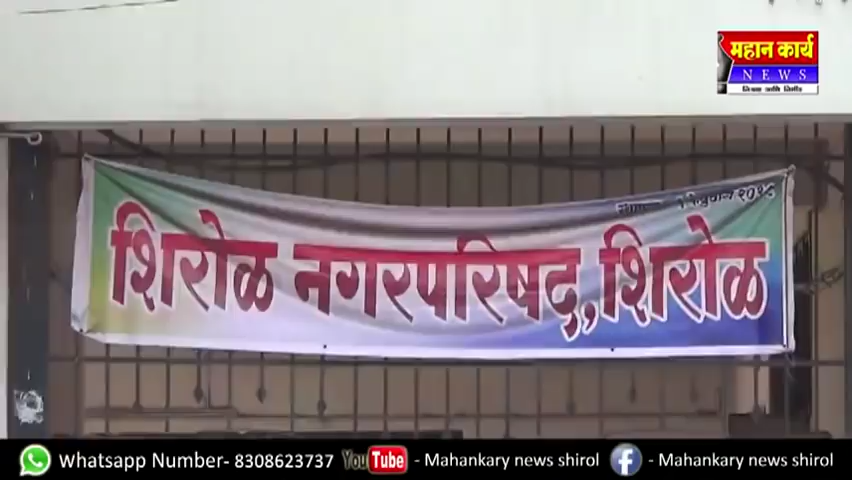 महान कार्य
NEWS
शिरोळ नगरपरिषद, शिरोळ
Whatsapp Number- 8308623737 YouTube - Mahankary news shirol f - Mahankary news shirol